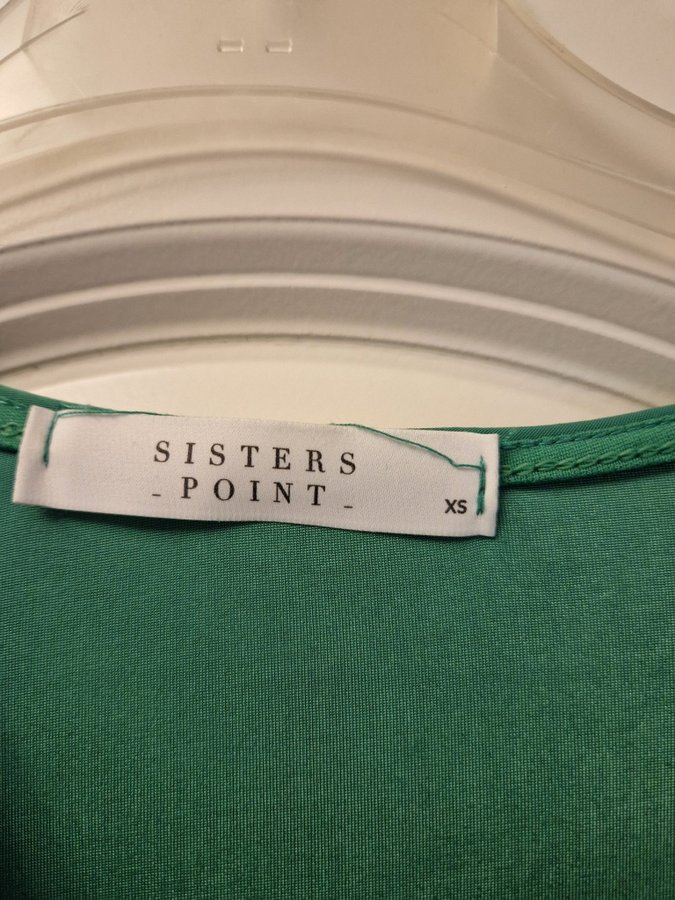 SISTERS
_ POINT _
XS